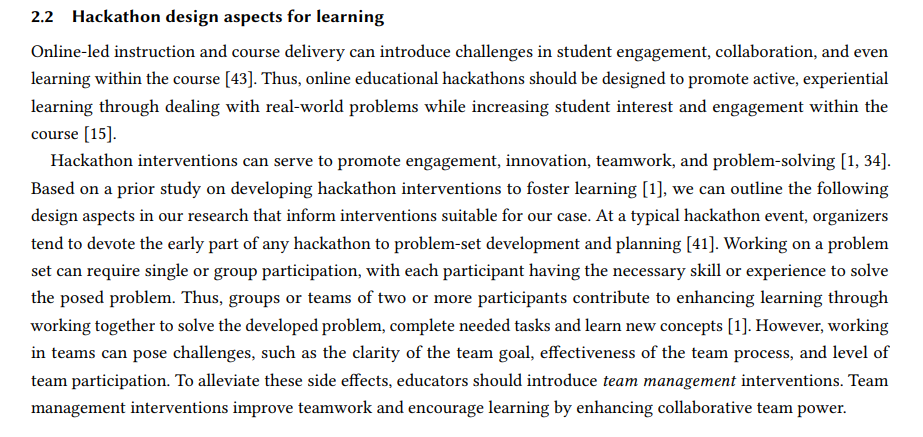 2.2 Hackathon design aspects for learning
Online-led instruction and course delivery can introduce challenges in student engagement, collaboration, and even
learning within the course [43]. Thus, online educational hackathons should be designed to promote active, experiential
learning through dealing with real-world problems while increasing student interest and engagement within the
course [15].
Hackathon interventions can serve to promote engagement, innovation, teamwork, and problem-solving [1, 34].
Based on a prior study on developing hackathon interventions to foster learning [1], we can outline the following
design aspects in our research that inform interventions suitable for our case. At a typical hackathon event, organizers
tend to devote the early part of any hackathon to problem-set development and planning [41]. Working on a problem
set can require single or group participation, with each participant having the necessary skill or experience to solve
the posed problem. Thus, groups or teams of two or more participants contribute to enhancing learning through
working together to solve the developed problem, complete needed tasks and learn new concepts [1]. However, working
in teams can pose challenges, such as the clarity of the team goal, effectiveness of the team process, and level of
team participation. To alleviate these side effects, educators should introduce team management interventions. Team
management interventions improve teamwork and encourage learning by enhancing collaborative team power.